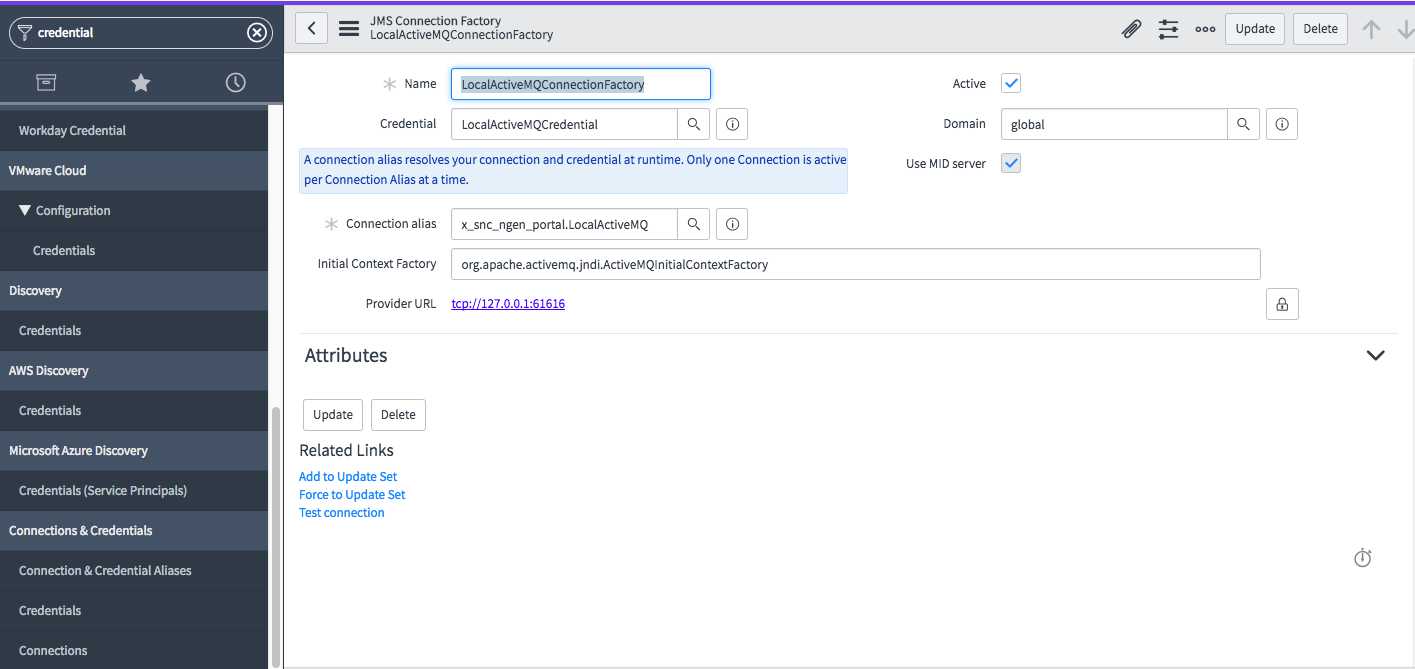 credential
Workday Credential
VMware Cloud
Configuration
Credentials
Discovery
Credentials
AWS Discovery
Credentials
Microsoft Azure Discovery
Credentials (Service Principals)
Connections & Credentials
Connection & Credential Aliases
Credentials
Connections
JMS Connection Factory
LocalActiveMQConnectionFactory
Update
Delete
Name
LocalActiveMQConnectionFactory
Active
Credential
LocalActiveMQCredential
Domain
global
A connection alias resolves your connection and credential at runtime. Only one Connection is active
per Connection Alias at a time.
Use MID server
Connection alias
x_snc_ngen_portal.LocalActiveMQ
Initial Context Factory
org.apache.activemq.jndi.ActiveMQInitialContextFactory
Provider URL
tcp://127.0.0.1:61616
Attributes
Update
Delete
Related Links
Add to Update Set
Force to Update Set
Test connection